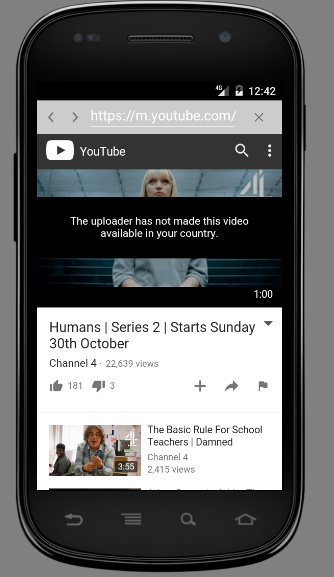 4G 12:42
https://m.youtube.com/
YouTube
4
The uploader has not made this video
available in your country.
1:00
Humans | Series 2 | Starts Sunday
30th October
Channel 4 · 22,639 views
181 3
4
3:55
The Basic Rule For School
Teachers | Damned
Channel 4
2,415 views